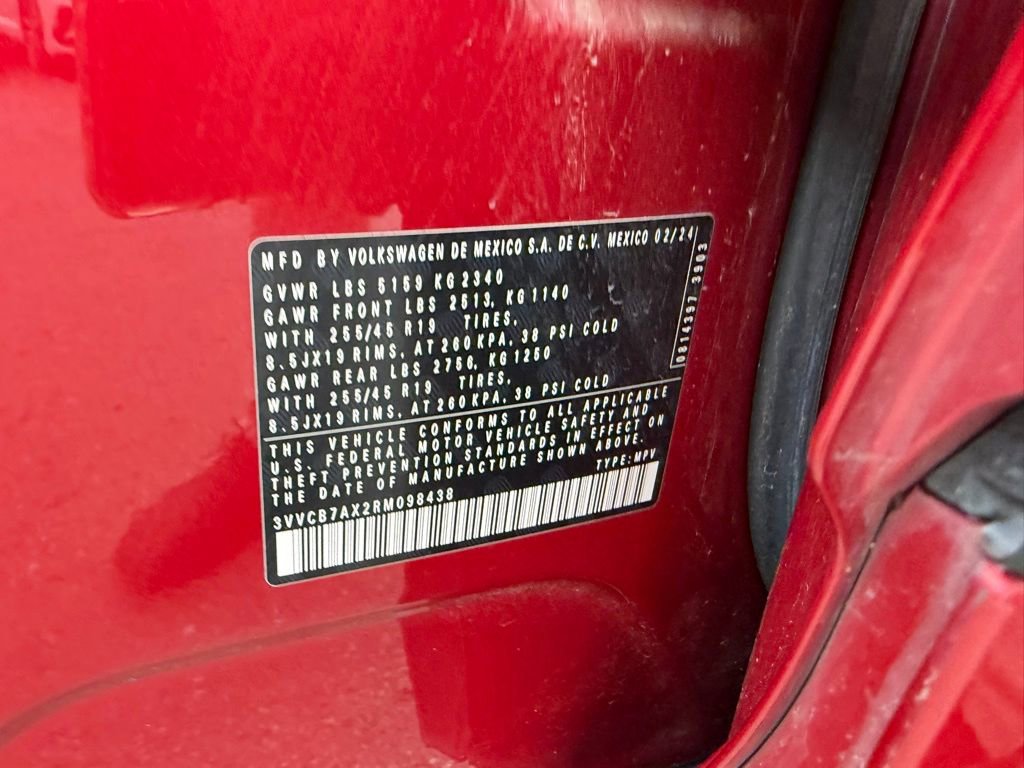 MFD BY VOLKSWAGEN DE MEXICO S.A. DE C.V. MEXICO 02/24
GVWR LBS 5159 KG 2340
GAWR FRONT LBS 2513, KG 1140
WITH 255/45 R19 TIRES,
8.5JX19 RIMS, AT 260 KPA, 38 PSI COLD
GAWR REAR LBS 2756, KG 1250
WITH 255/45 R19 TIRES,
8.5JX19 RIMS, AT 260 KPA, 38 PSI COLD
THIS VEHICLE CONFORMS TO ALL APPLICABLE
U.S. FEDERAL MOTOR VEHICLE SAFETY AND
THEFT PREVENTION STANDARDS IN EFFECT ON
THE DATE OF MANUFACTURE SHOWN ABOVE.
3VVCB7AX2RM098438 TYPE: MPV
D814397 3903